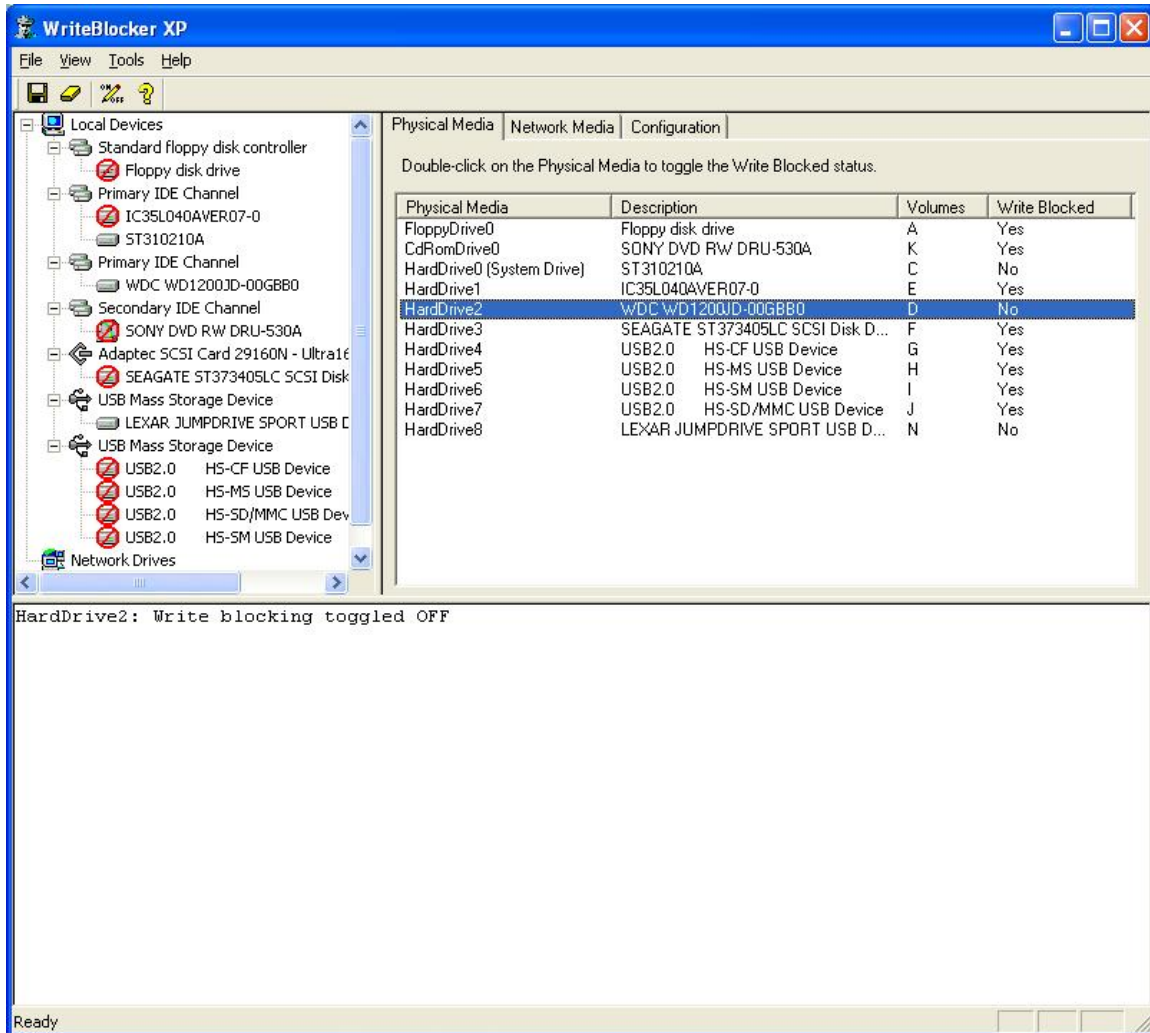 WriteBlocker XP
File View Tools Help
ON OFF ?
Local Devices
Standard floppy disk controller
Floppy disk drive
Primary IDE Channel
IC35L040AVER07-0
ST310210A
Primary IDE Channel
WDC WD1200JD-00GBB0
Secondary IDE Channel
SONY DVD RW DRU-530A
Adaptec SCSI Card 29160N - Ultra16
SEAGATE ST373405LC SCSI Disk
USB Mass Storage Device
LEXAR JUMPDRIVE SPORT USB D
USB Mass Storage Device
USB2.0 HS-CF USB Device
USB2.0 HS-MS USB Device
USB2.0 HS-SD/MMC USB Dev
USB2.0 HS-SM USB Device
Network Drives
Physical Media Network Media Configuration
Double-click on the Physical Media to toggle the Write Blocked status.
Physical Media Description Volumes Write Blocked
FloppyDrive0 Floppy disk drive A Yes
CdRomDrive0 SONY DVD RW DRU-530A K Yes
HardDrive0 (System Drive) ST310210A C No
HardDrive1 IC35L040AVER07-0 E Yes
HardDrive2 WDC WD1200JD-00GBB0 D No
HardDrive3 SEAGATE ST373405LC SCSI Disk D... F Yes
HardDrive4 USB2.0 HS-CF USB Device G Yes
HardDrive5 USB2.0 HS-MS USB Device H Yes
HardDrive6 USB2.0 HS-SM USB Device I Yes
HardDrive7 USB2.0 HS-SD/MMC USB Device J Yes
HardDrive8 LEXAR JUMPDRIVE SPORT USB D... N No
HardDrive2: Write blocking toggled OFF
Ready